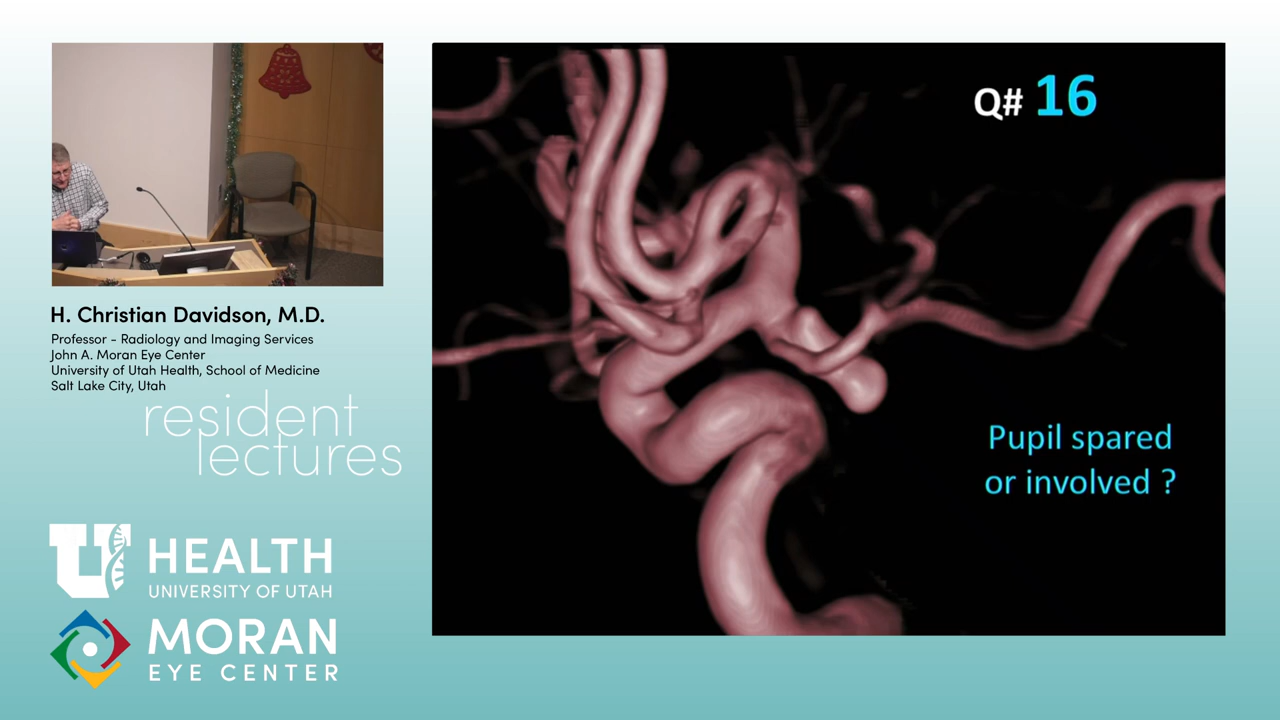 Q# 16
Pupil spared
or involved ?
H. Christian Davidson, M.D.
Professor - Radiology and Imaging Services
John A. Moran Eye Center
University of Utah Health, School of Medicine
Salt Lake City, Utah
resident
lectures
U HEALTH
UNIVERSITY OF UTAH
MORAN
EYE CENTER